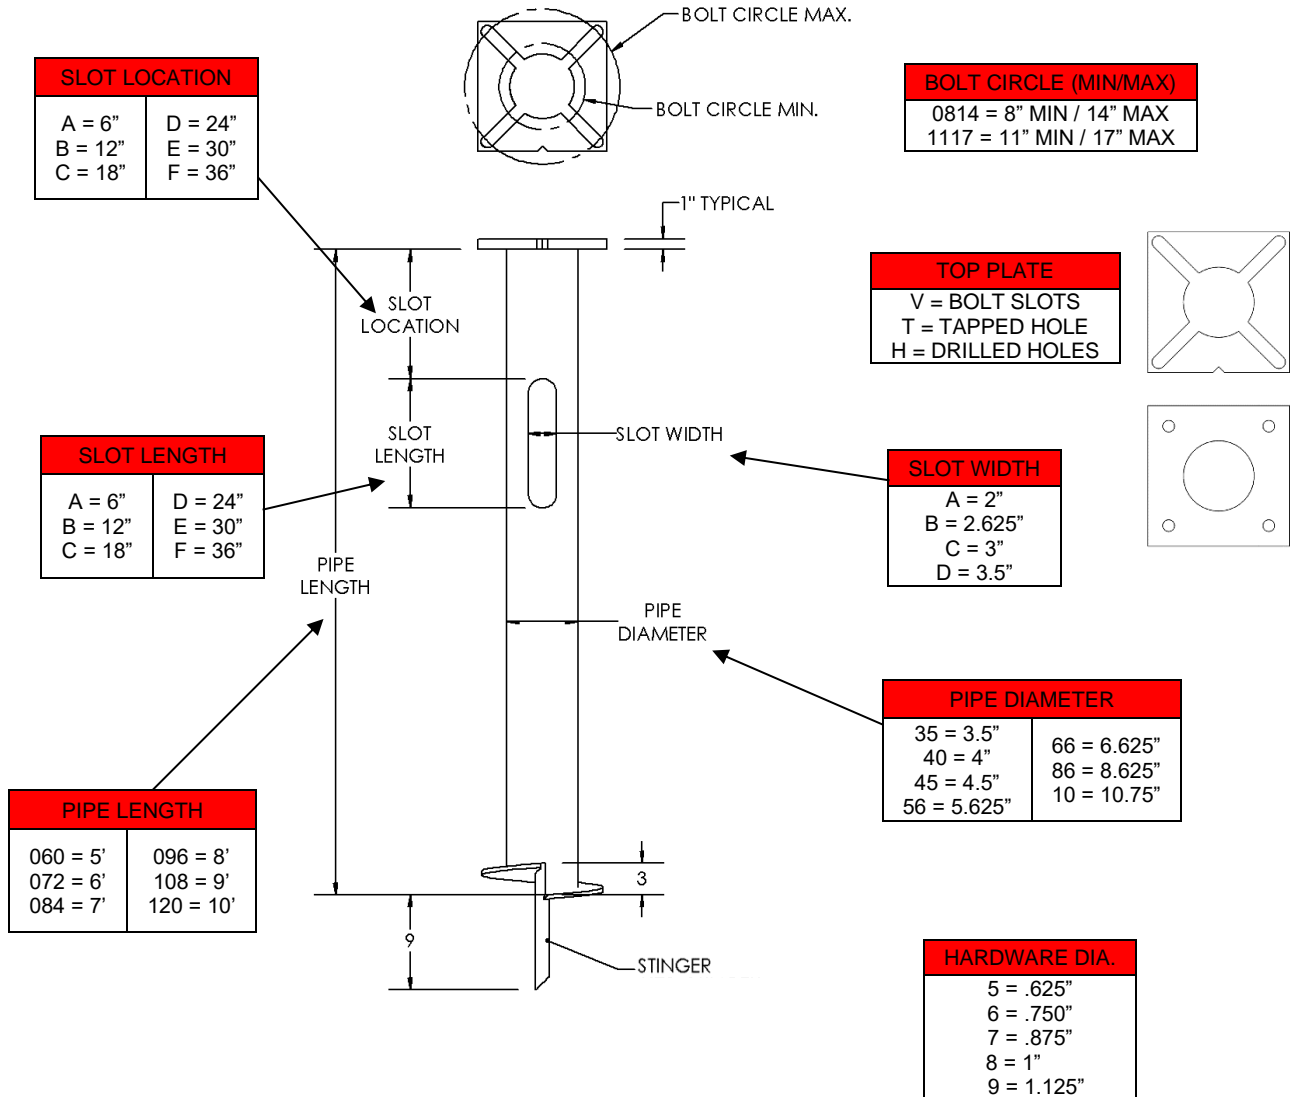 BOLT CIRCLE MAX.
BOLT CIRCLE MIN.
SLOT LOCATION
A = 6” D = 24”
B = 12” E = 30”
C = 18” F = 36”
BOLT CIRCLE (MIN/MAX)
0814 = 8” MIN / 14” MAX
1117 = 11” MIN / 17” MAX
1" TYPICAL
TOP PLATE
V = BOLT SLOTS
T = TAPPED HOLE
H = DRILLED HOLES
SLOT
LOCATION
SLOT
LENGTH
SLOT WIDTH
SLOT LENGTH
A = 6” D = 24”
B = 12” E = 30”
C = 18” F = 36”
SLOT WIDTH
A = 2”
B = 2.625”
C = 3”
D = 3.5”
PIPE
LENGTH
PIPE
DIAMETER
PIPE DIAMETER
35 = 3.5”
40 = 4”
45 = 4.5”
56 = 5.625”
66 = 6.625”
86 = 8.625”
10 = 10.75”
PIPE LENGTH
060 = 5’ 096 = 8’
072 = 6’ 108 = 9’
084 = 7’ 120 = 10’
3
9
STINGER
HARDWARE DIA.
5 = .625”
6 = .750”
7 = .875”
8 = 1”
9 = 1.125”